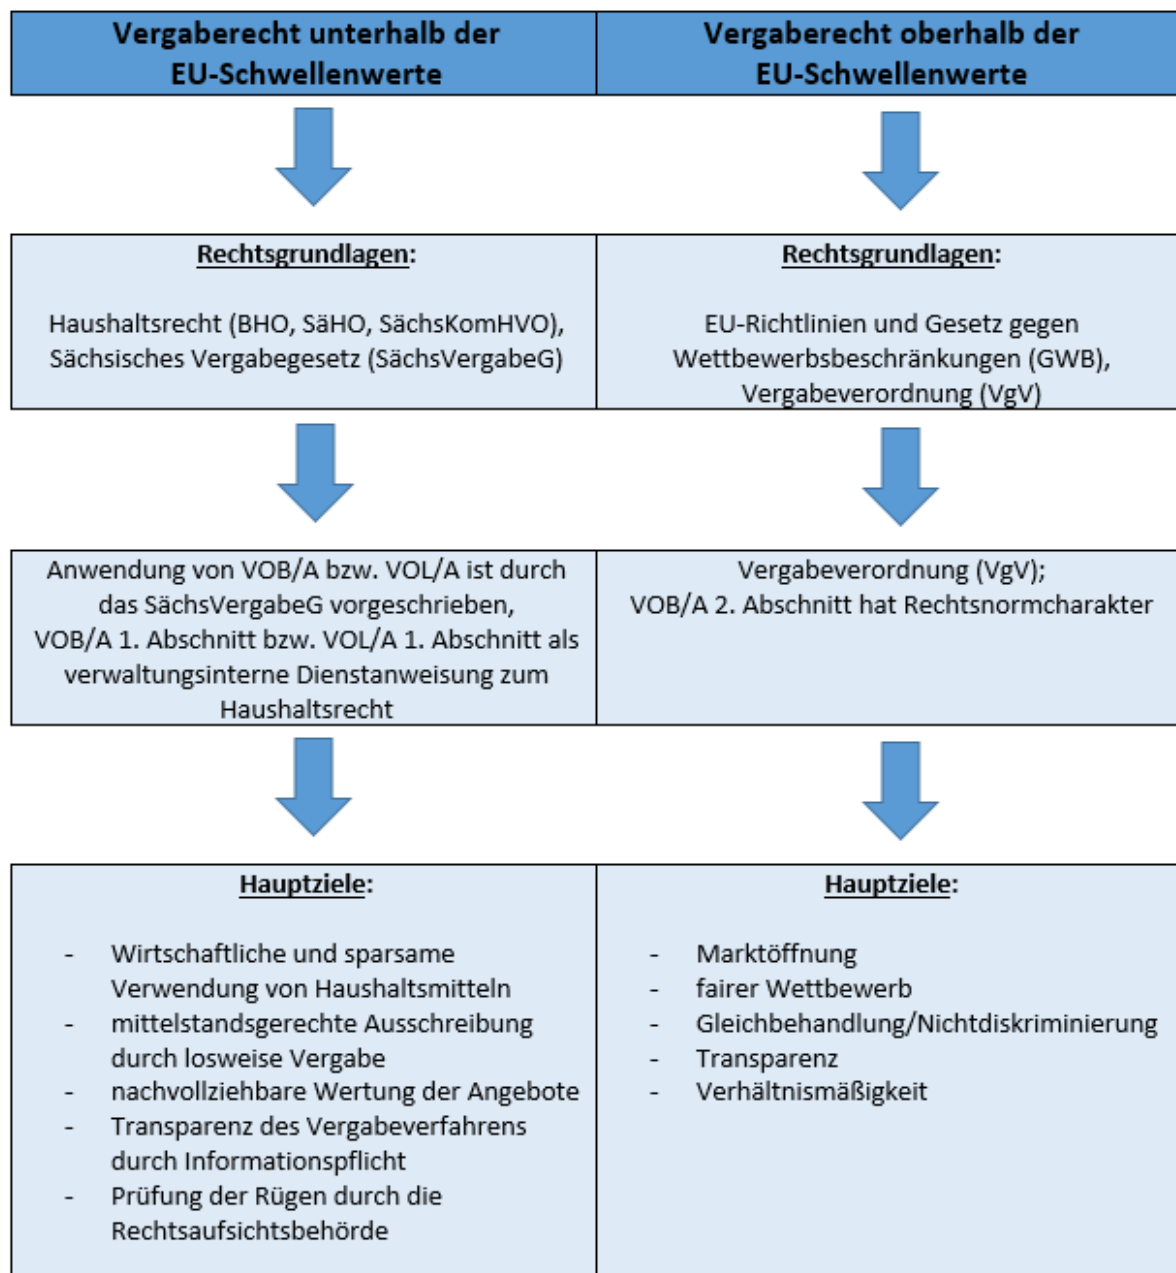 Vergaberecht unterhalb der
EU-Schwellenwerte
Vergaberecht oberhalb der
EU-Schwellenwerte
Rechtsgrundlagen:
Haushaltsrecht (BHO, SäHO, SächsKomHVO),
Sächsisches Vergabegesetz (SächsVergabeG)
Rechtsgrundlagen:
EU-Richtlinien und Gesetz gegen
Wettbewerbsbeschränkungen (GWB),
Vergabeverordnung (VgV)
Anwendung von VOB/A bzw. VOL/A ist durch
das SächsVergabeG vorgeschrieben,
VOB/A 1. Abschnitt bzw. VOL/A 1. Abschnitt als
verwaltungsinterne Dienstanweisung zum
Haushaltsrecht
Vergabeverordnung (VgV);
VOB/A 2. Abschnitt hat Rechtsnormcharakter
Hauptziele:
- Wirtschaftliche und sparsame
Verwendung von Haushaltsmitteln
- mittelstandsgerechte Ausschreibung
durch losweise Vergabe
- nachvollziehbare Wertung der Angebote
- Transparenz des Vergabeverfahrens
durch Informationspflicht
- Prüfung der Rügen durch die
Rechtsaufsichtsbehörde
Hauptziele:
- Marktöffnung
- fairer Wettbewerb
- Gleichbehandlung/Nichtdiskriminierung
- Transparenz
- Verhältnismäßigkeit